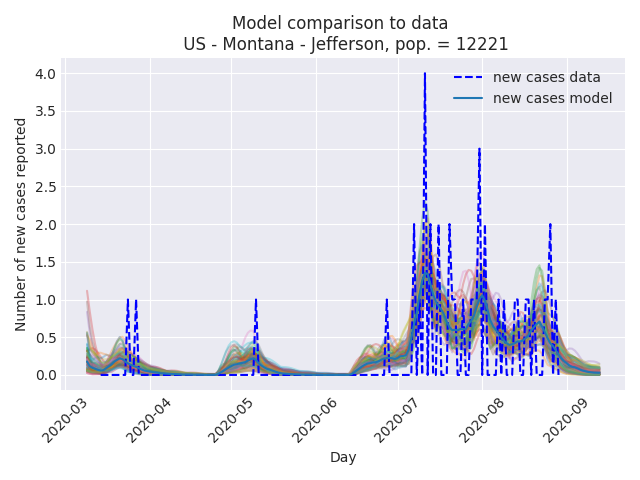 Model comparison to data
US - Montana - Jefferson, pop. = 12221
new cases data
new cases model
Number of new cases reported
4.0
3.5
3.0
2.5
2.0
1.5
1.0
0.5
0.0
2020-03
2020-04
2020-05
2020-06
2020-07
2020-08
2020-09
Day